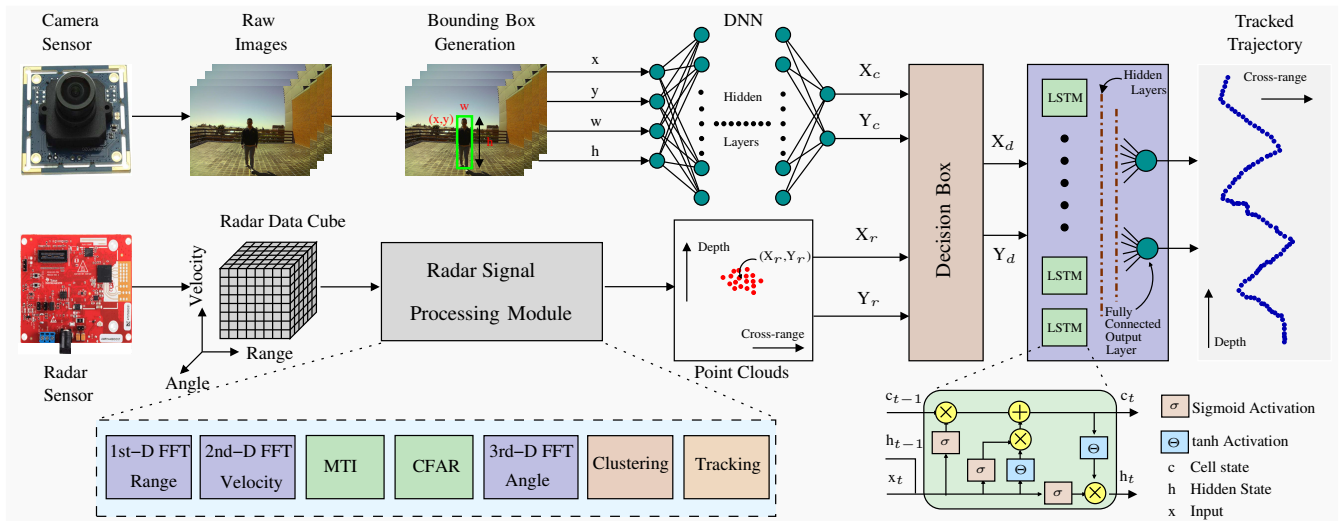 Camera
Sensor
Raw
Images
Bounding Box
Generation
DNN
Tracked
Trajectory
x
y
w
h
w
(x,y)
h
Hidden
Layers
X_c
Y_c
Decision Box
X_d
Y_d
LSTM
LSTM
LSTM
Hidden
Layers
Fully
Connected
Output
Layer
Cross-range
Depth
Radar
Sensor
Radar Data Cube
Velocity
Range
Angle
Radar Signal
Processing Module
Depth
(X_r,Y_r)
Cross-range
Point Clouds
X_r
Y_r
1st-D FFT
Range
2nd-D FFT
Velocity
MTI
CFAR
3rd-D FFT
Angle
Clustering
Tracking
c_{t-1}
h_{t-1}
x_t
×
+
×
×
σ
σ
Θ
σ
Θ
c_t
h_t
σ Sigmoid Activation
Θ tanh Activation
c Cell state
h Hidden State
x Input